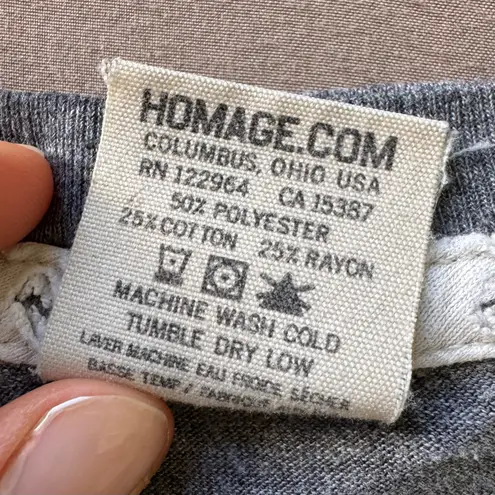 HOMAGE.COM
COLUMBUS, OHIO USA
RN 122964 CA 15387
50% POLYESTER
25% COTTON 25% RAYON
MACHINE WASH COLD
TUMBLE DRY LOW
LAVER MACHINE EAU FROIDE SÉCHER
BASSE TEMP / FABRIQUÉ